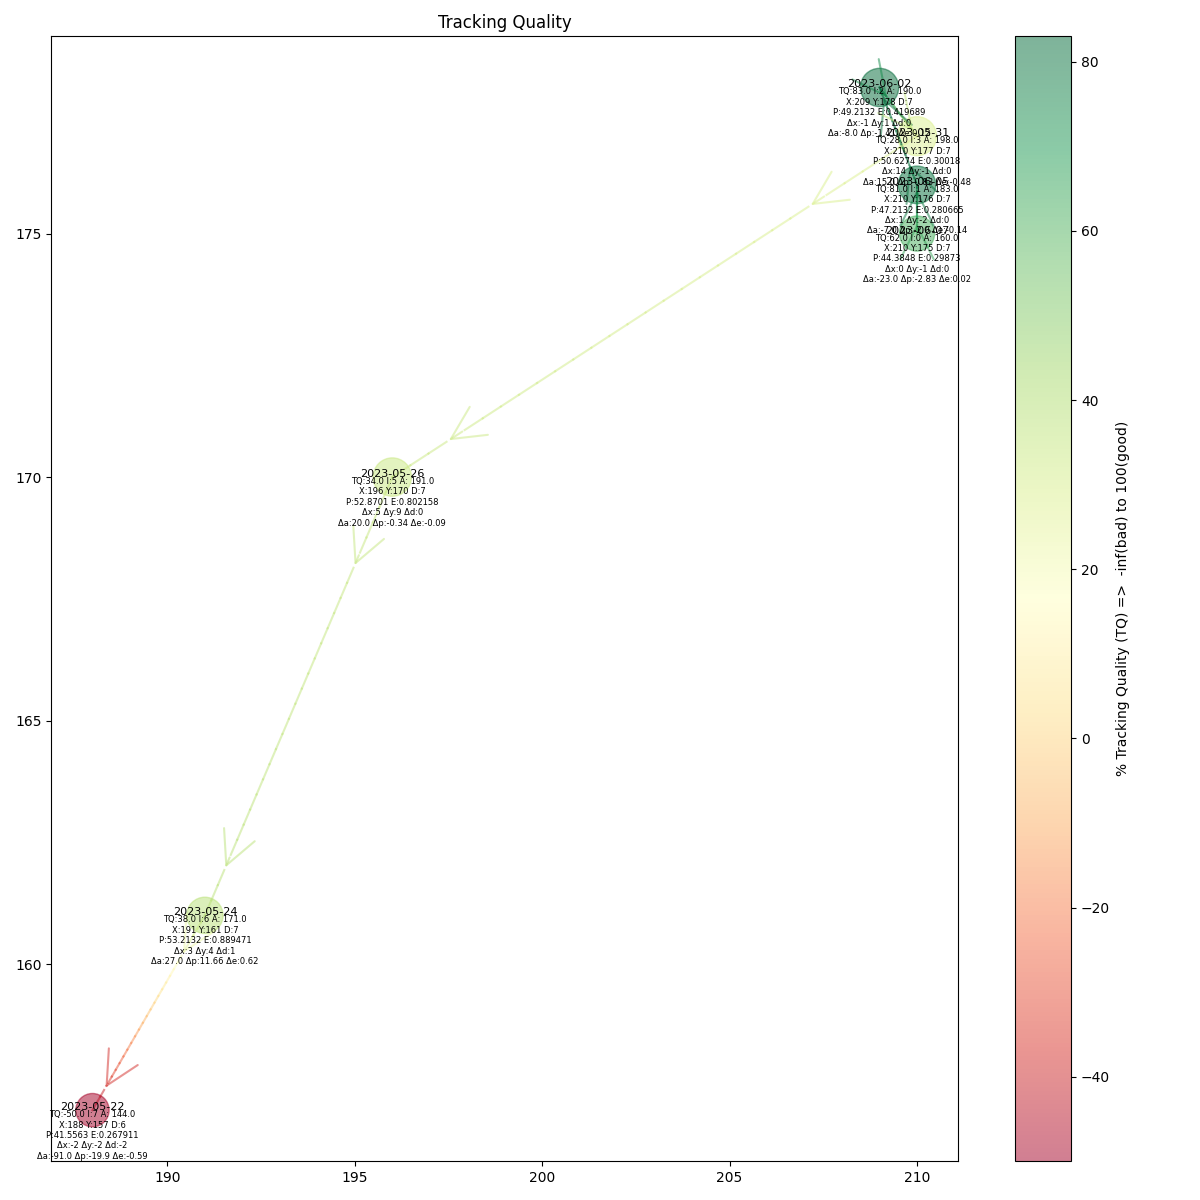 Tracking Quality
2023-06-02
TQ:83.0 I:2 A: 190.0
X:209 Y:178 D:7
P:49.2132 E:0.419689
Δx:-1 Δy:1 Δd:0
Δa:-8.0
2023-05-31
TQ:28.0 I:3 A: 198.0
X:210 Y:177 D:7
P:50.6274 E:0.30018
Δx:14 Δy:-1 Δd:0
TQ:81.0 I:1 A: 183.0
X:210 Y:176 D:7
P:47.2132 E:0.280665
Δx:1 Δy:-2 Δd:0
TQ:62.0 I:0 A: 160.0
X:210 Y:175 D:7
P:44.3848 E:0.29873
Δx:0 Δy:-1 Δd:0
Δa:-23.0 Δp:-2.83 Δe:0.02
2023-05-26
TQ:34.0 I:5 A: 191.0
X:196 Y:170 D:7
P:52.8701 E:0.802158
Δx:5 Δy:9 Δd:0
Δa:20.0 Δp:-0.34 Δe:-0.09
2023-05-24
TQ:38.0 I:6 A: 171.0
X:191 Y:161 D:7
P:53.2132 E:0.889471
Δx:3 Δy:4 Δd:1
Δa:27.0 Δp:11.66 Δe:0.62
2023-05-22
TQ:-50.0 I:7 A: 144.0
X:188 Y:157 D:6
P:41.5563 E:0.267911
Δx:-2 Δy:-2 Δd:-2
Δa:-91.0 Δp:-19.9 Δe:-0.59
175
170
165
160
190
195
200
205
210
80
60
40
20
0
−20
−40
% Tracking Quality (TQ) => -inf(bad) to 100(good)